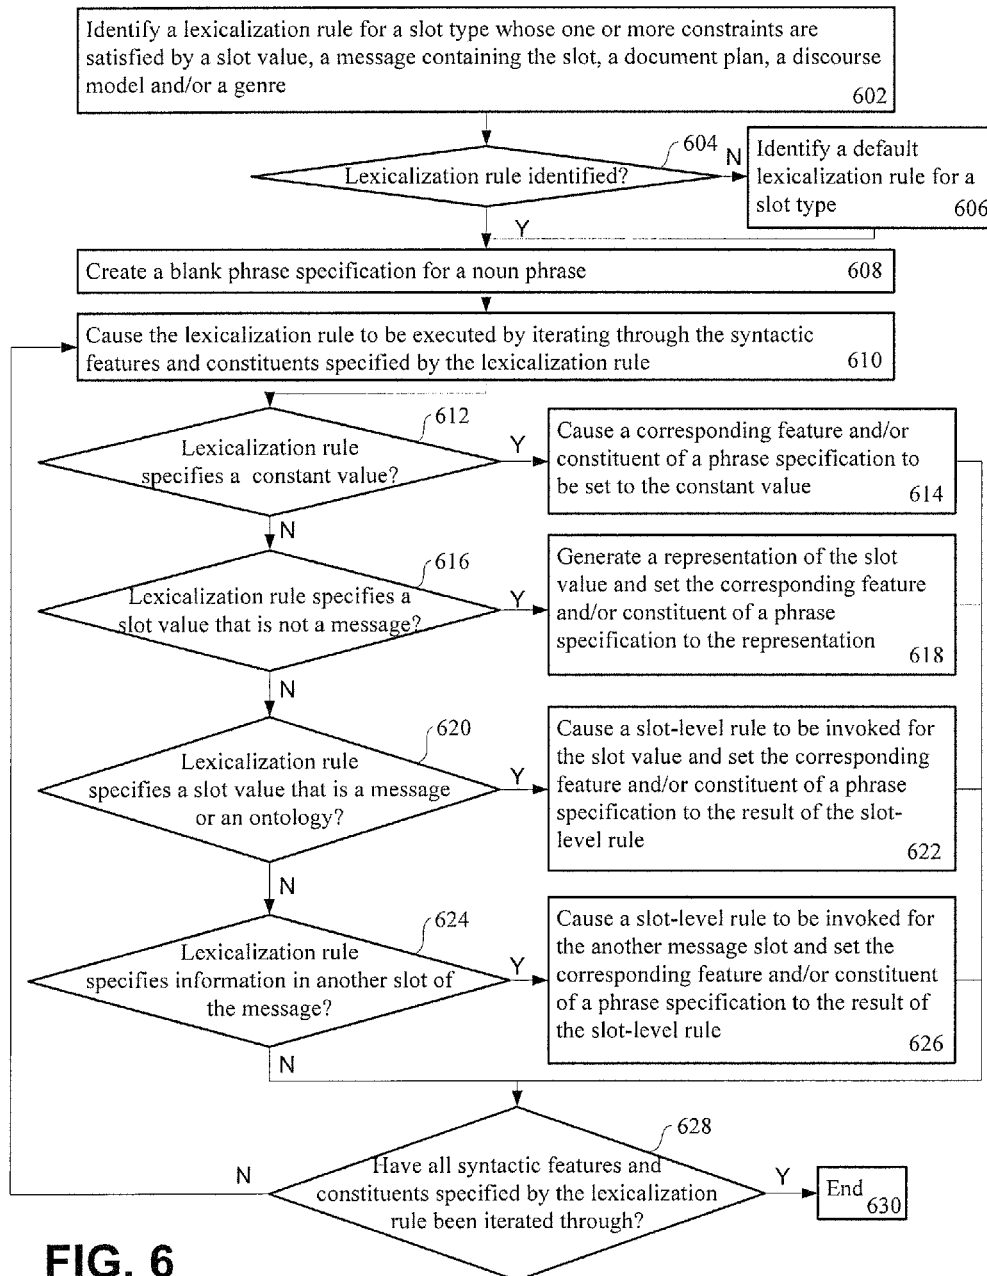 Identify a lexicalization rule for a slot type whose one or more constraints are
satisfied by a slot value, a message containing the slot, a document plan, a discourse
model and/or a genre
602
604
Lexicalization rule identified?
N
Identify a default
lexicalization rule for a
slot type
606
Y
Create a blank phrase specification for a noun phrase
608
Cause the lexicalization rule to be executed by iterating through the syntactic
features and constituents specified by the lexicalization rule
610
612
Lexicalization rule
specifies a constant value?
Y
Cause a corresponding feature and/or
constituent of a phrase specification to
be set to the constant value
614
N
616
Lexicalization rule specifies a
slot value that is not a message?
Y
Generate a representation of the slot
value and set the corresponding feature
and/or constituent of a phrase
specification to the representation
618
N
620
Lexicalization rule
specifies a slot value that is a message
or an ontology?
Y
Cause a slot-level rule to be invoked for
the slot value and set the corresponding
feature and/or constituent of a phrase
specification to the result of the slot-
level rule
622
N
624
Lexicalization rule
specifies information in another slot of
the message?
Y
Cause a slot-level rule to be invoked for
the another message slot and set the
corresponding feature and/or constituent
of a phrase specification to the result of
the slot-level rule
626
N
628
Have all syntactic features and
constituents specified by the lexicalization
rule been iterated through?
N
Y
End
630
FIG. 6